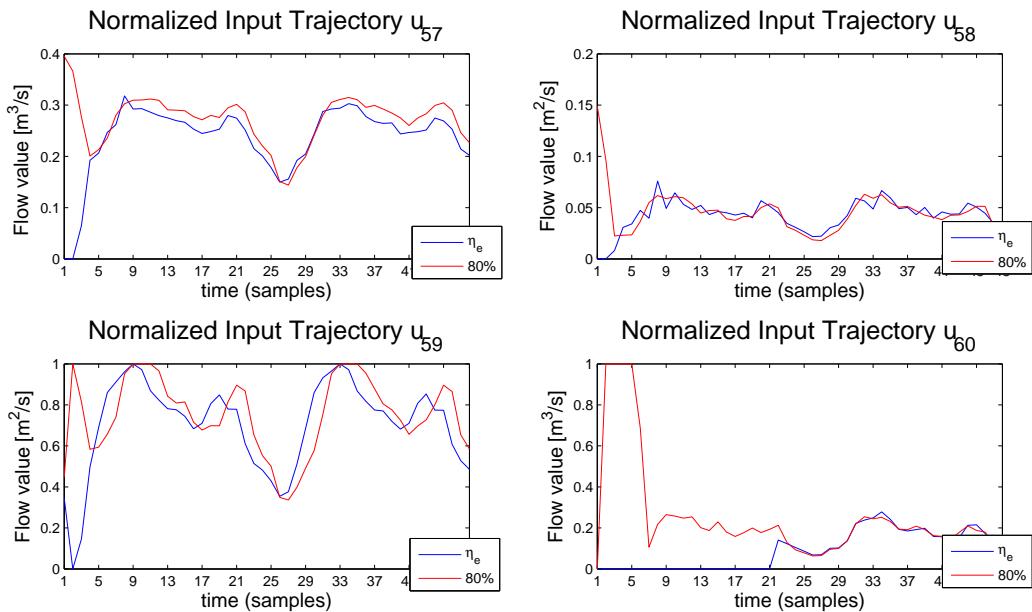 Normalized Input Trajectory u57
Flow value [m³/s]
0.4
0.3
0.2
0.1
0
1 5 9 13 17 21 25 29 33 37
time (samples)
ηe
80%
Normalized Input Trajectory u58
Flow value [m²/s]
0.2
0.15
0.1
0.05
0
1 5 9 13 17 21 25 29 33 37
time (samples)
ηe
80%
Normalized Input Trajectory u59
Flow value [m²/s]
1
0.8
0.6
0.4
0.2
0
1 5 9 13 17 21 25 29 33 37
time (samples)
ηe
80%
Normalized Input Trajectory u60
Flow value [m³/s]
1
0.8
0.6
0.4
0.2
0
1 5 9 13 17 21 25 29 33 37
time (samples)
ηe
80%